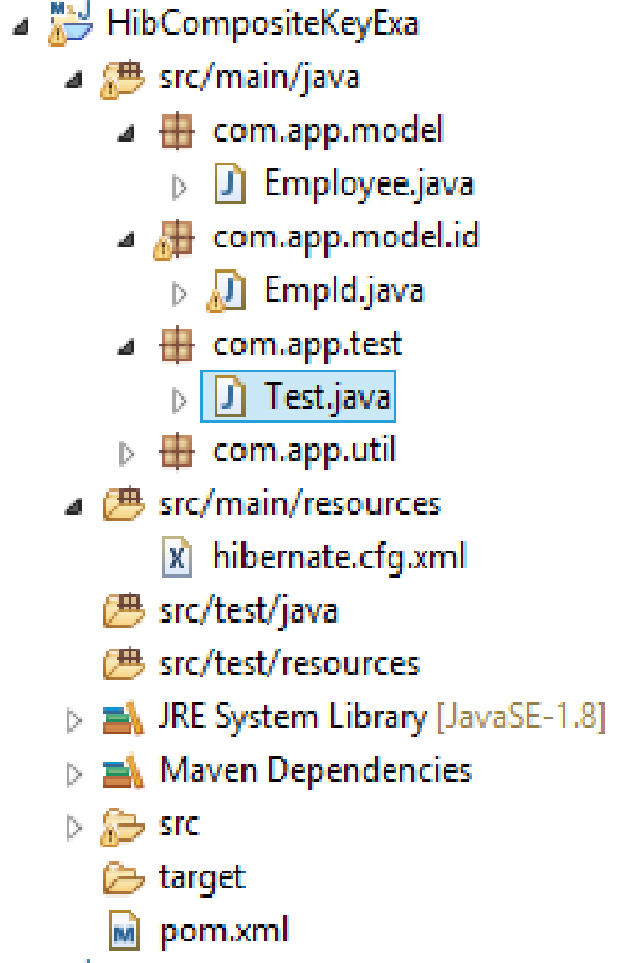 HibCompositeKeyExa
src/main/java
com.app.model
Employee.java
com.app.model.id
EmpId.java
com.app.test
Test.java
com.app.util
src/main/resources
hibernate.cfg.xml
src/test/java
src/test/resources
JRE System Library [JavaSE-1.8]
Maven Dependencies
src
target
pom.xml